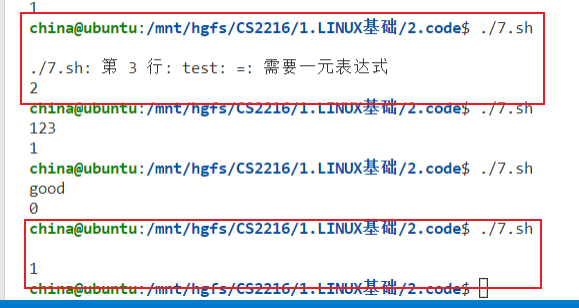 1
china@ubuntu:/mnt/hgfs/CS2216/1.LINUX基础/2.code$ ./7.sh

./7.sh: 第 3 行: test: =: 需要一元表达式
2
china@ubuntu:/mnt/hgfs/CS2216/1.LINUX基础/2.code$ ./7.sh
123
1
china@ubuntu:/mnt/hgfs/CS2216/1.LINUX基础/2.code$ ./7.sh
good
0
china@ubuntu:/mnt/hgfs/CS2216/1.LINUX基础/2.code$ ./7.sh

1
china@ubuntu:/mnt/hgfs/CS2216/1.LINUX基础/2.code$